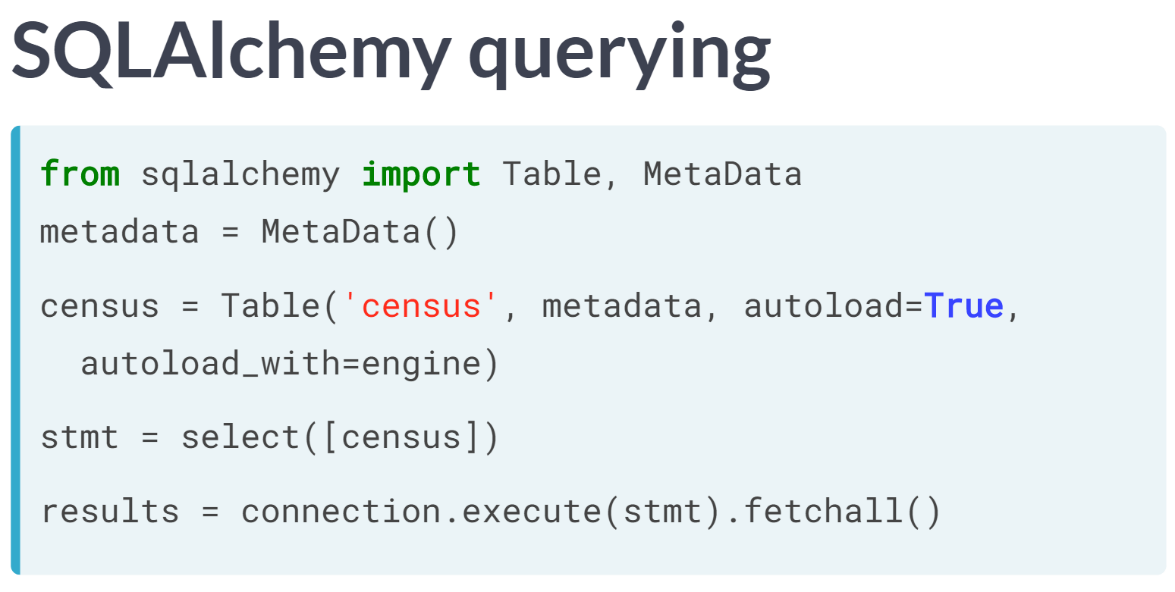 SQLAlchemy querying
from sqlalchemy import Table, MetaData
metadata = MetaData()
census = Table('census', metadata, autoload=True,
autoload_with=engine)
stmt = select([census])
results = connection.execute(stmt).fetchall()